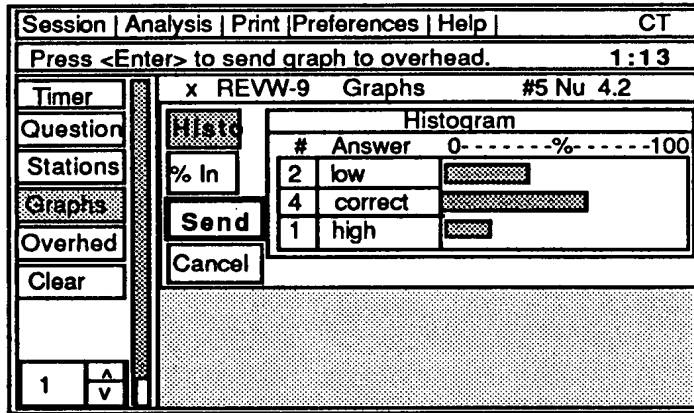 Session | Analysis | Print |Preferences | Help | CT
Press <Enter> to send graph to overhead. 1:13
Timer
Question
Stations
Graphs
Overhed
Clear
1 ^ v
x REVW-9 Graphs #5 Nu 4.2
Histo
% In
Send
Cancel
Histogram
# Answer 0- - - - - - -%- - - - - -100
2 low
4 correct
1 high